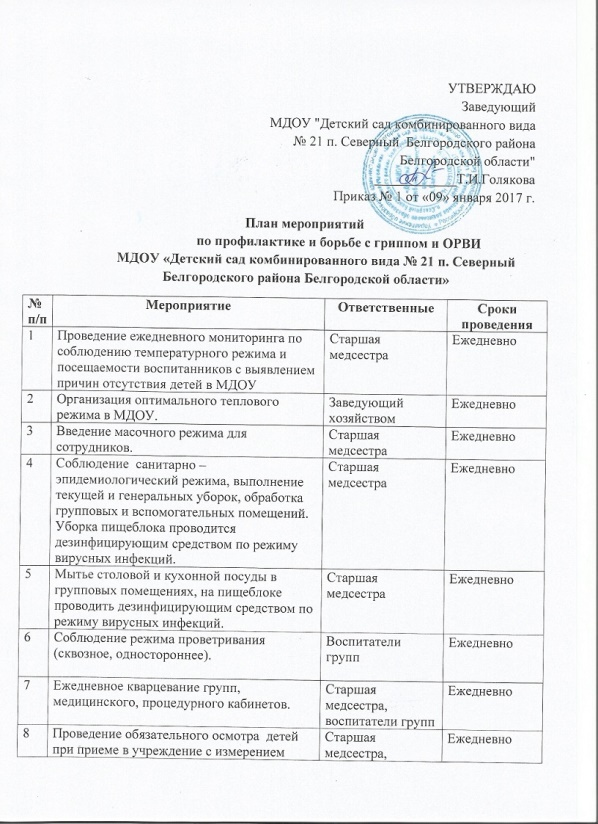 УТВЕРЖДАЮ
Заведующий
МДОУ "Детский сад комбинированного вида
№ 21 п. Северный Белгородского района
Белгородской области"
Т.И.Голякова
Приказ № 1 от «09» января 2017 г.
План мероприятий
по профилактике и борьбе с гриппом и ОРВИ
МДОУ «Детский сад комбинированного вида № 21 п. Северный
Белгородского района Белгородской области»
№ Мероприятие Ответственные Сроки
п/п проведения
1 Проведение ежедневного мониторинга по Старшая Ежедневно
соблюдению температурного режима и медсестра
посещаемости воспитанников с выявлением
причин отсутствия детей в МДОУ
2 Организация оптимального теплового Заведующий Ежедневно
режима в МДОУ. хозяйством
3 Введение масочного режима для Старшая Ежедневно
сотрудников. медсестра
4 Соблюдение санитарно – Старшая Ежедневно
эпидемиологический режима, выполнение медсестра
текущей и генеральных уборок, обработка
групповых и вспомогательных помещений.
Уборка пищеблока проводится
дезинфицирующим средством по режиму
вирусных инфекций.
5 Мытье столовой и кухонной посуды в Старшая Ежедневно
групповых помещениях, на пищеблоке медсестра
проводить дезинфицирующим средством по
режиму вирусных инфекций.
6 Соблюдение режима проветривания Воспитатели Ежедневно
(сквозное, одностороннее). групп
7 Ежедневное кварцевание групп, Старшая Ежедневно
медицинского, процедурного кабинетов. медсестра,
воспитатели групп
8 Проведение обязательного осмотра детей Старшая Ежедневно
при приеме в учреждение с измерением медсестра,